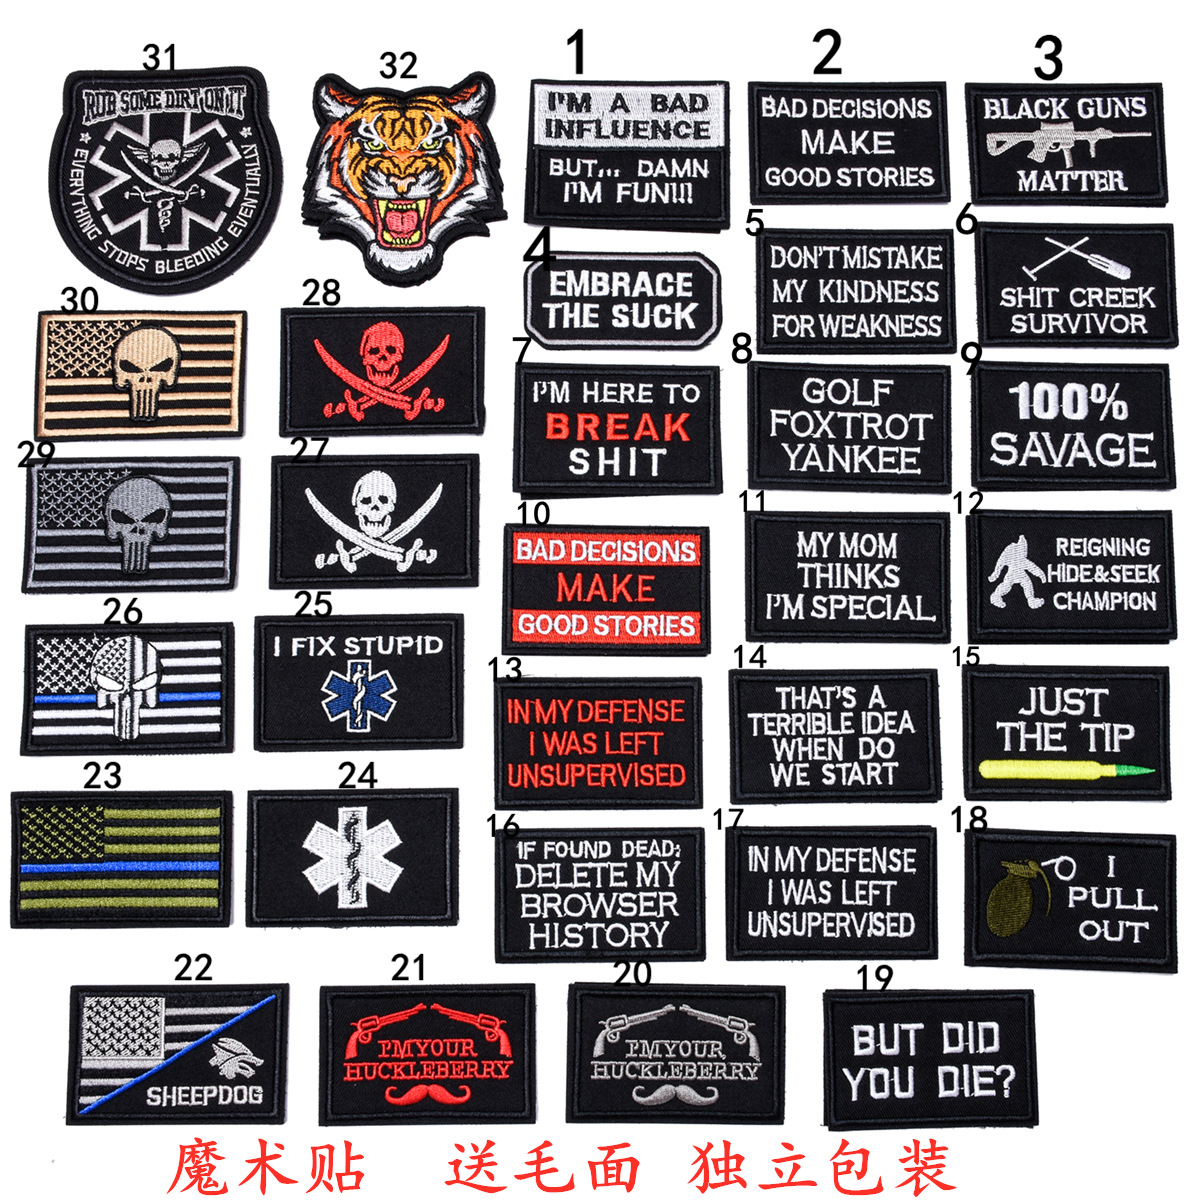 31
RUB SOME DIRT ON IT
EVERYTHING STOPS BLEEDING EVENTUALLY
32
1
I'M A BAD
INFLUENCE
BUT... DAMN
I'M FUN!!!
2
BAD DECISIONS
MAKE
GOOD STORIES
3
BLACK GUNS
MATTER
4
EMBRACE
THE SUCK
5
DON'T MISTAKE
MY KINDNESS
FOR WEAKNESS
6
SHIT CREEK
SURVIVOR
30
28
7
I'M HERE TO
BREAK
SHIT
8
GOLF
FOXTROT
YANKEE
9
100%
SAVAGE
29
27
10
BAD DECISIONS
MAKE
GOOD STORIES
11
MY MOM
THINKS
I'M SPECIAL
12
REIGNING
HIDE&SEEK
CHAMPION
26
25
I FIX STUPID
13
IN MY DEFENSE
I WAS LEFT
UNSUPERVISED
14
THAT'S A
TERRIBLE IDEA
WHEN DO
WE START
15
JUST
THE TIP
23
24
16
IF FOUND DEAD;
DELETE MY
BROWSER
HISTORY
17
IN MY DEFENSE
I WAS LEFT
UNSUPERVISED
18
I
PULL
OUT
22
SHEEPDOG
21
I'M YOUR
HUCKLEBERRY
20
I'M YOUR
HUCKLEBERRY
19
BUT DID
YOU DIE?
魔术贴 送毛面 独立包装